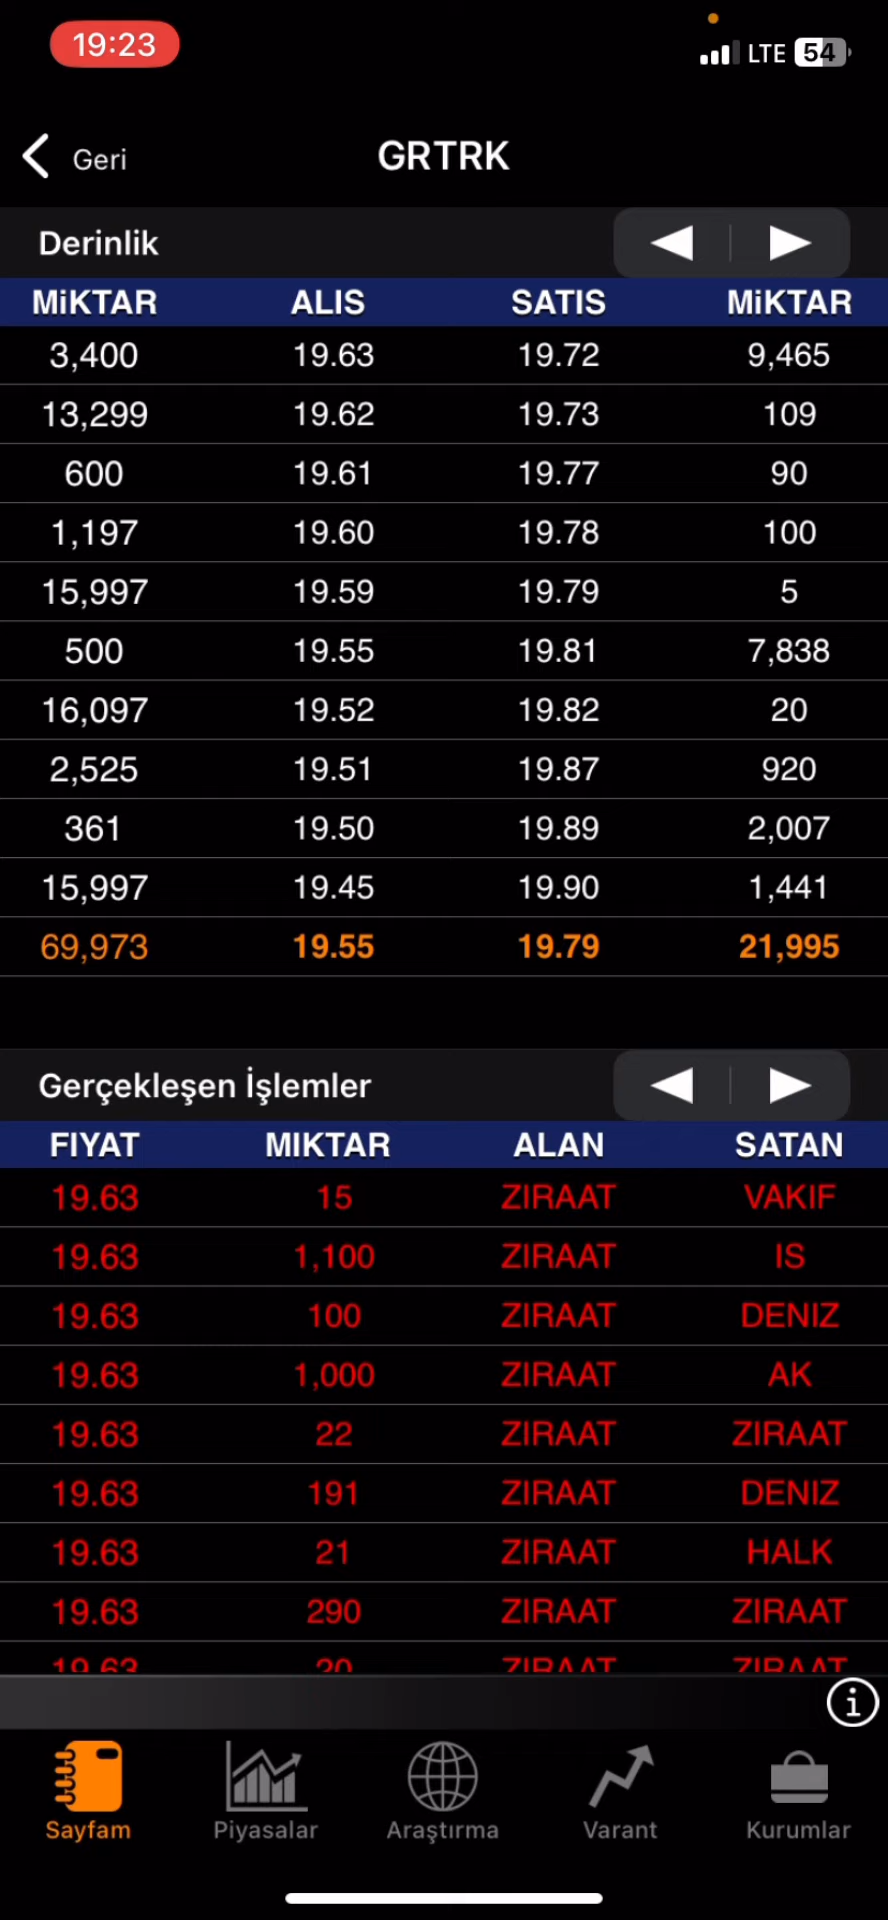 19:23 LTE 54
Geri GRTRK
Derinlik
MiKTAR ALIS SATIS MiKTAR
3,400 19.63 19.72 9,465
13,299 19.62 19.73 109
600 19.61 19.77 90
1,197 19.60 19.78 100
15,997 19.59 19.79 5
500 19.55 19.81 7,838
16,097 19.52 19.82 20
2,525 19.51 19.87 920
361 19.50 19.89 2,007
15,997 19.45 19.90 1,441
69,973 19.55 19.79 21,995
Gerçekleşen İşlemler
FIYAT MIKTAR ALAN SATAN
19.63 15 ZIRAAT VAKIF
19.63 1,100 ZIRAAT IS
19.63 100 ZIRAAT DENIZ
19.63 1,000 ZIRAAT AK
19.63 22 ZIRAAT ZIRAAT
19.63 191 ZIRAAT DENIZ
19.63 21 ZIRAAT HALK
19.63 290 ZIRAAT ZIRAAT
19.63 20 ZIRAAT ZIRAAT
Sayfam Piyasalar Araştırma Varant Kurumlar